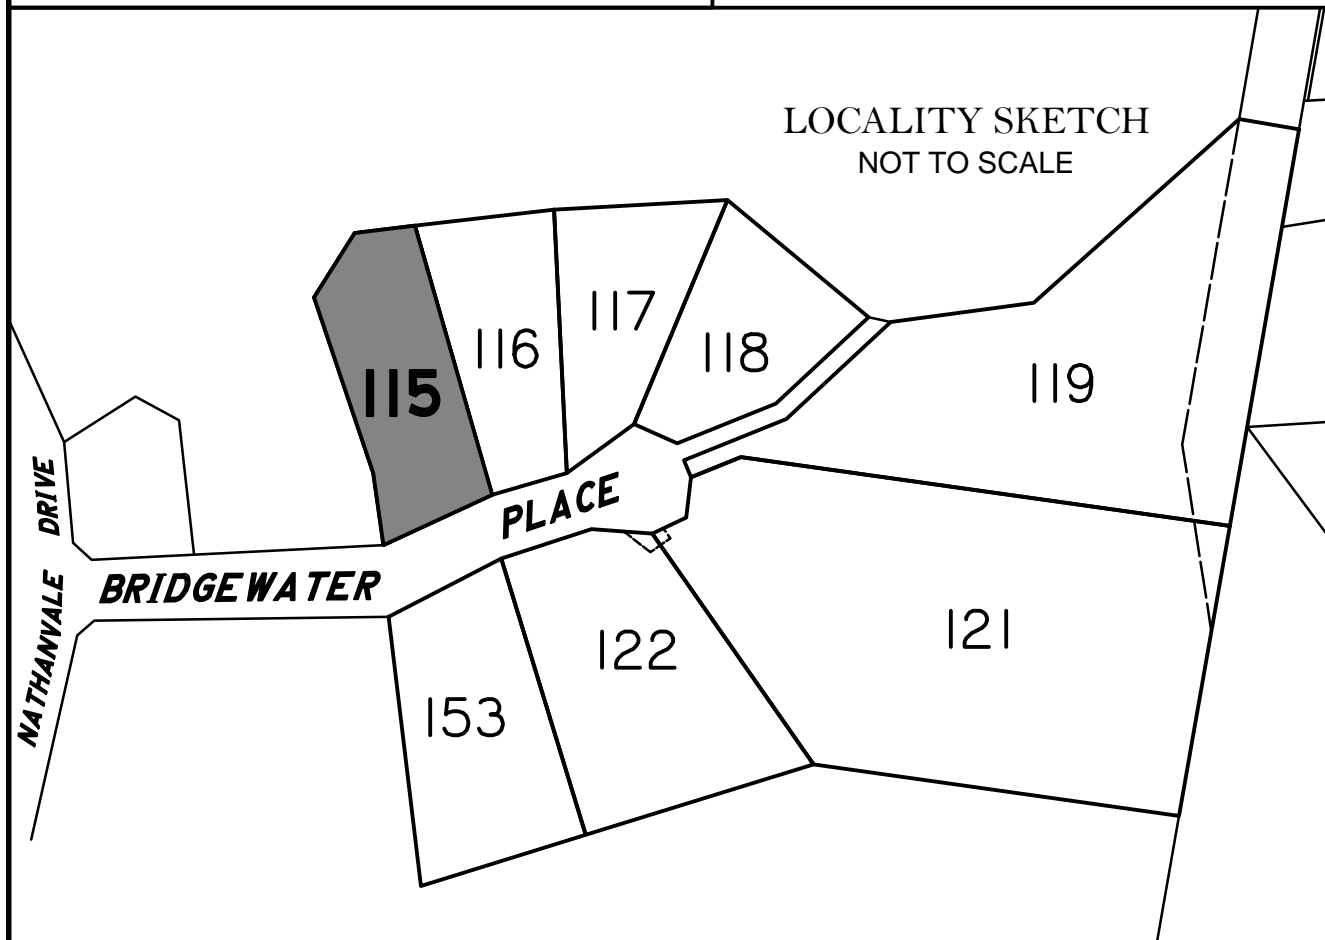 LOCALITY SKETCH
NOT TO SCALE
117
116
118
115
119
DRIVE
PLACE
BRIDGEWATER
NATHANVALE
122
121
153